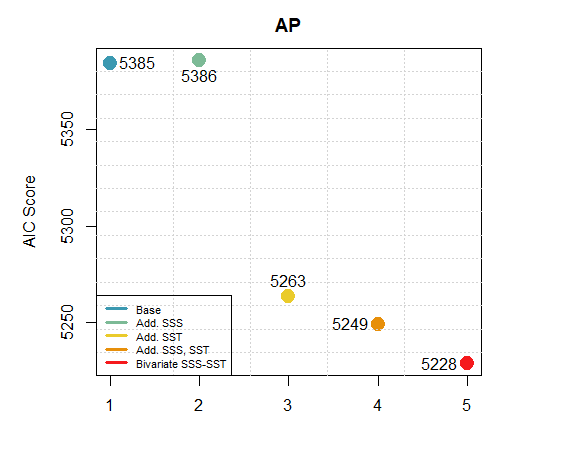 AP
AIC Score
5350
5300
5250
5385
5386
5263
5249
5228
Base
Add. SSS
Add. SST
Add. SSS, SST
Bivariate SSS-SST
1 2 3 4 5